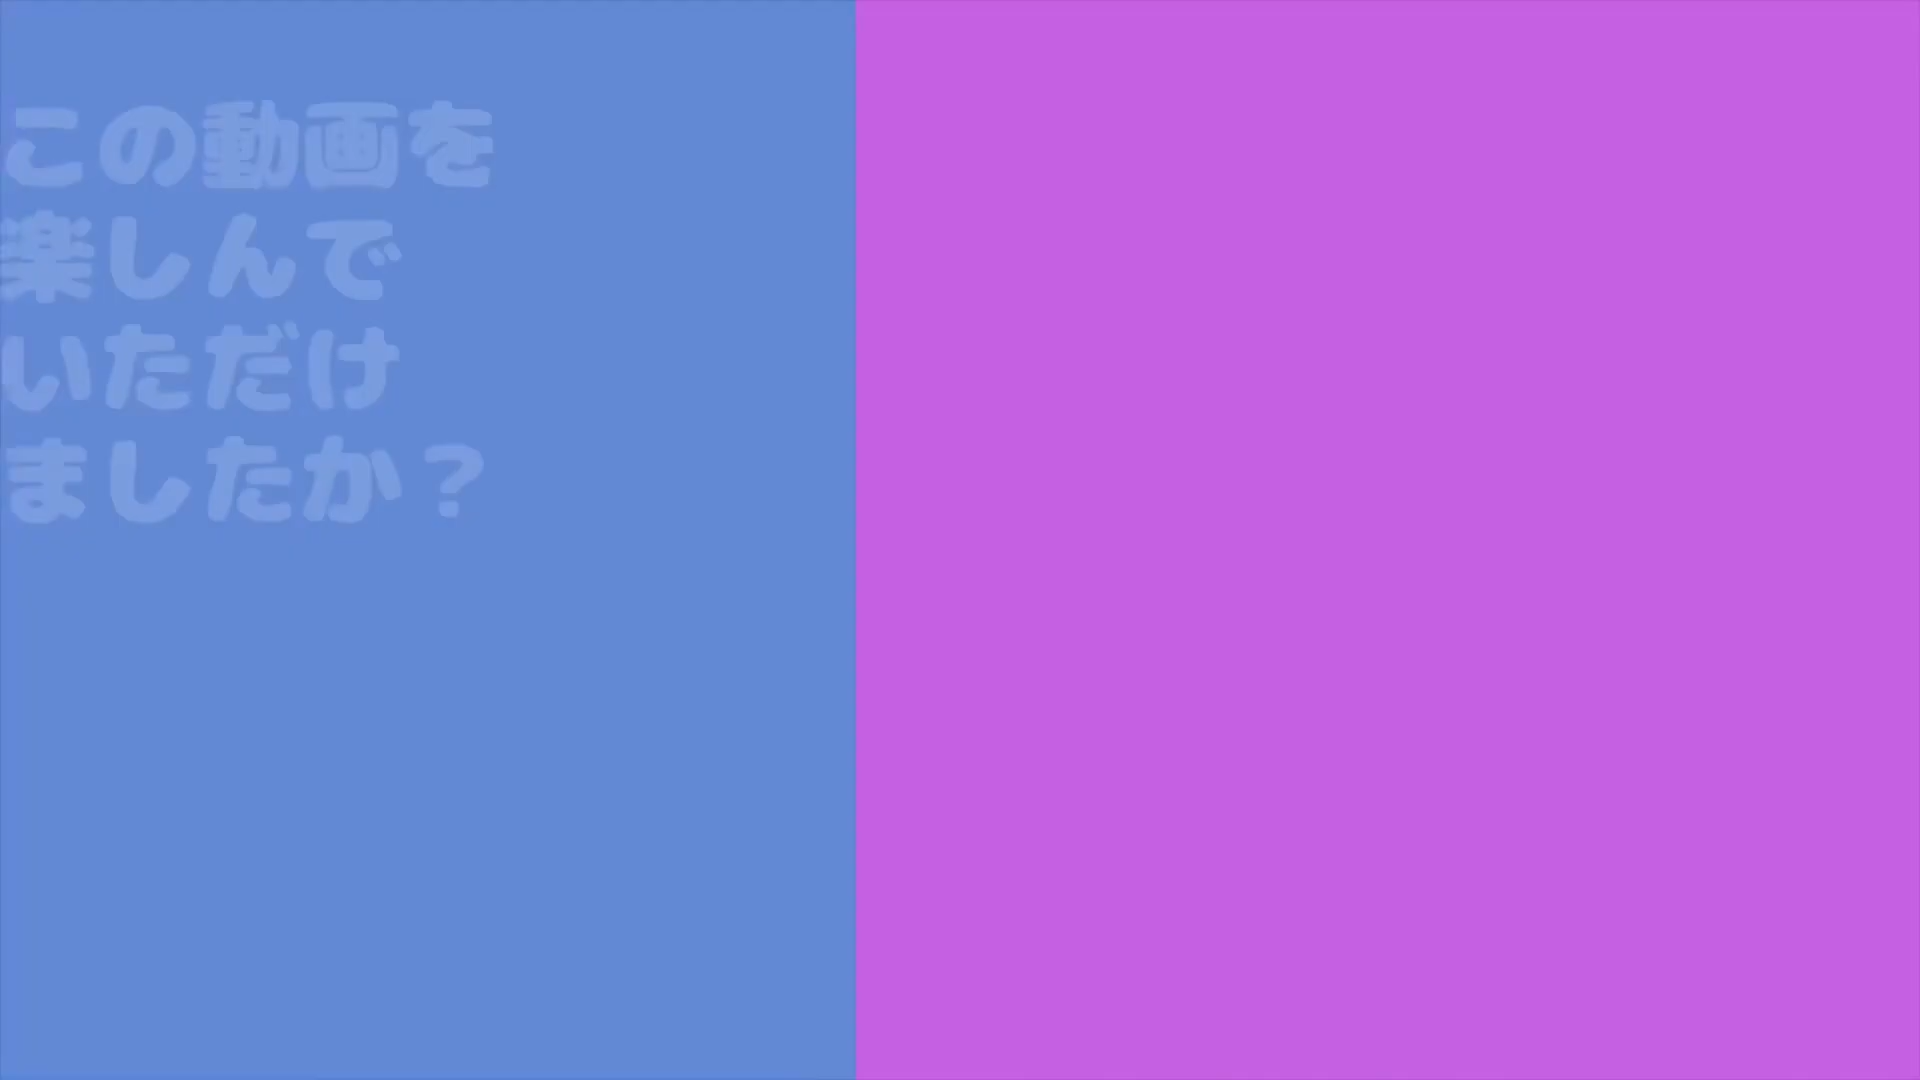 この動画を
楽しんで
いただけ
ましたか？